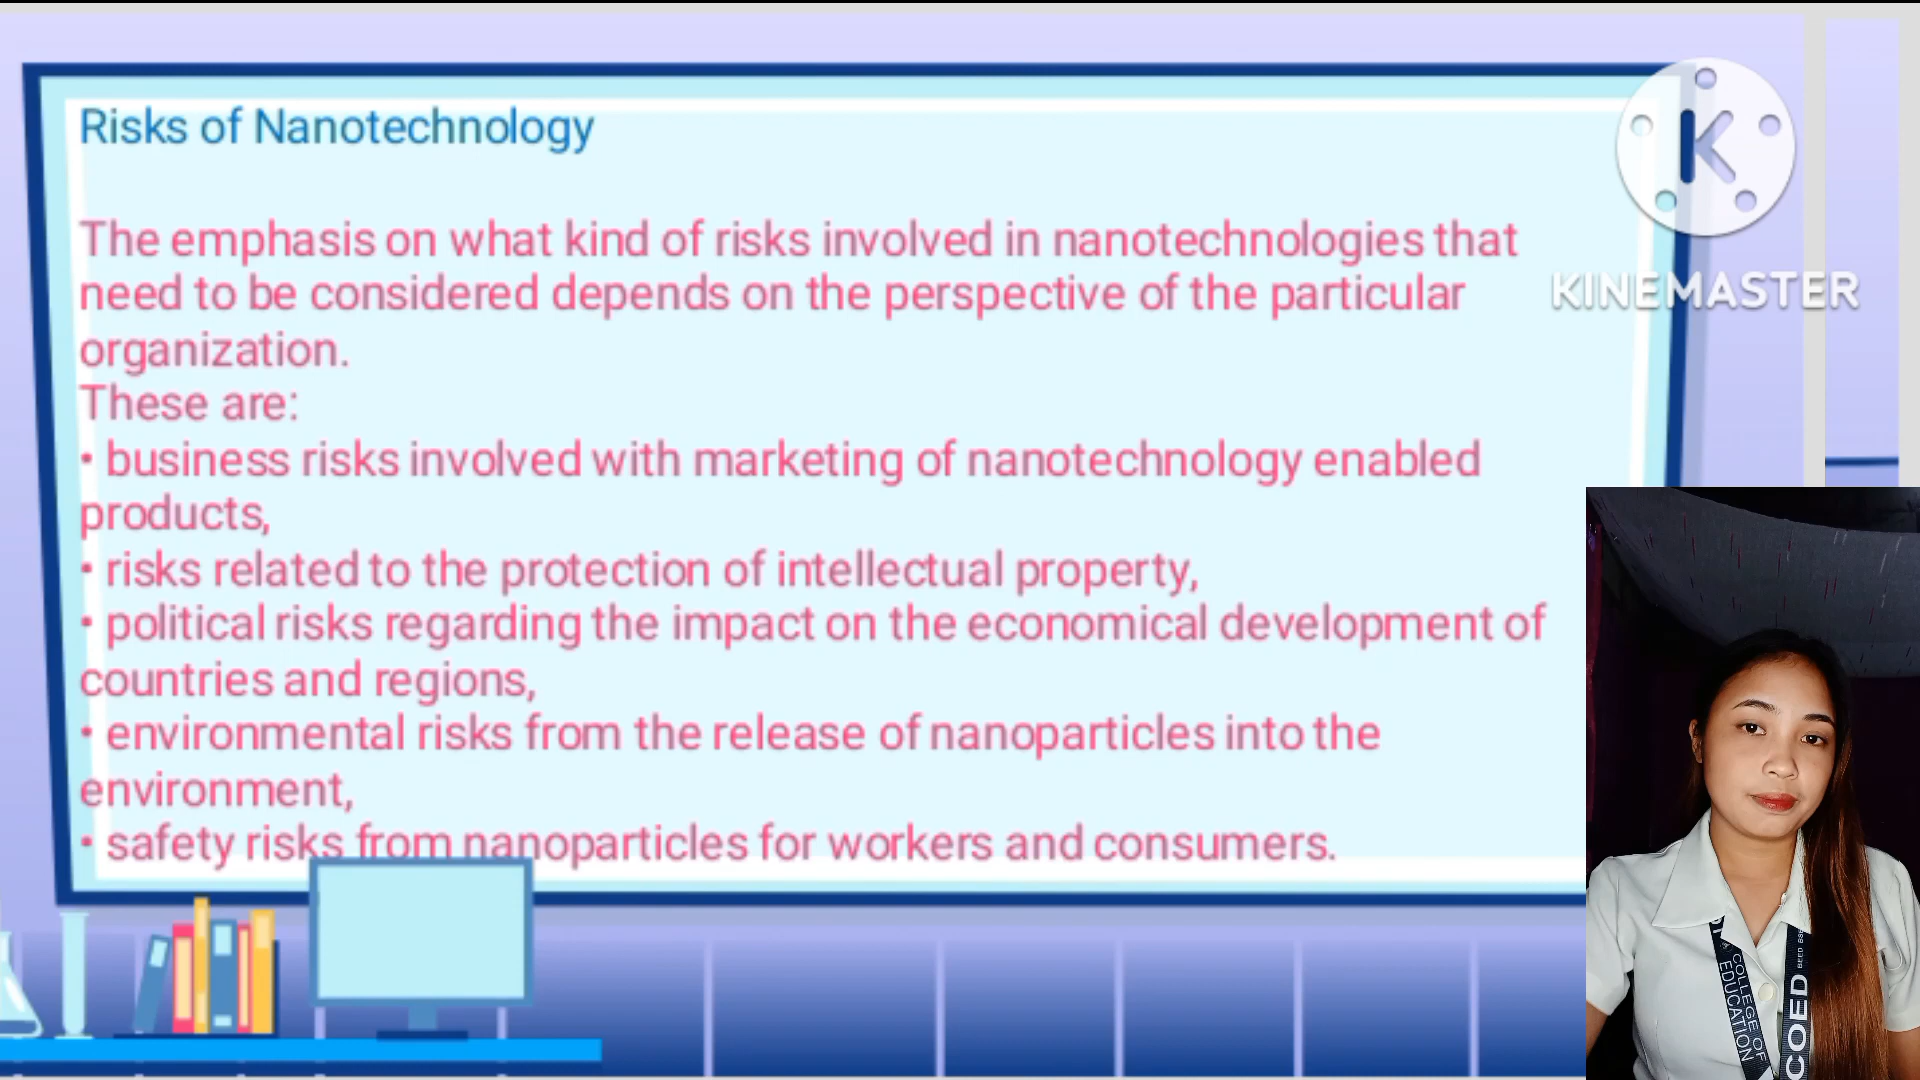 Risks of Nanotechnology
The emphasis on what kind of risks involved in nanotechnologies that
need to be considered depends on the perspective of the particular
organization.
These are:
• business risks involved with marketing of nanotechnology enabled
products,
• risks related to the protection of intellectual property,
• political risks regarding the impact on the economical development of
countries and regions,
• environmental risks from the release of nanoparticles into the
environment,
• safety risks from nanoparticles for workers and consumers.
K
KINEMASTER
COLLEGE OF
EDUCATION
COED
BEED